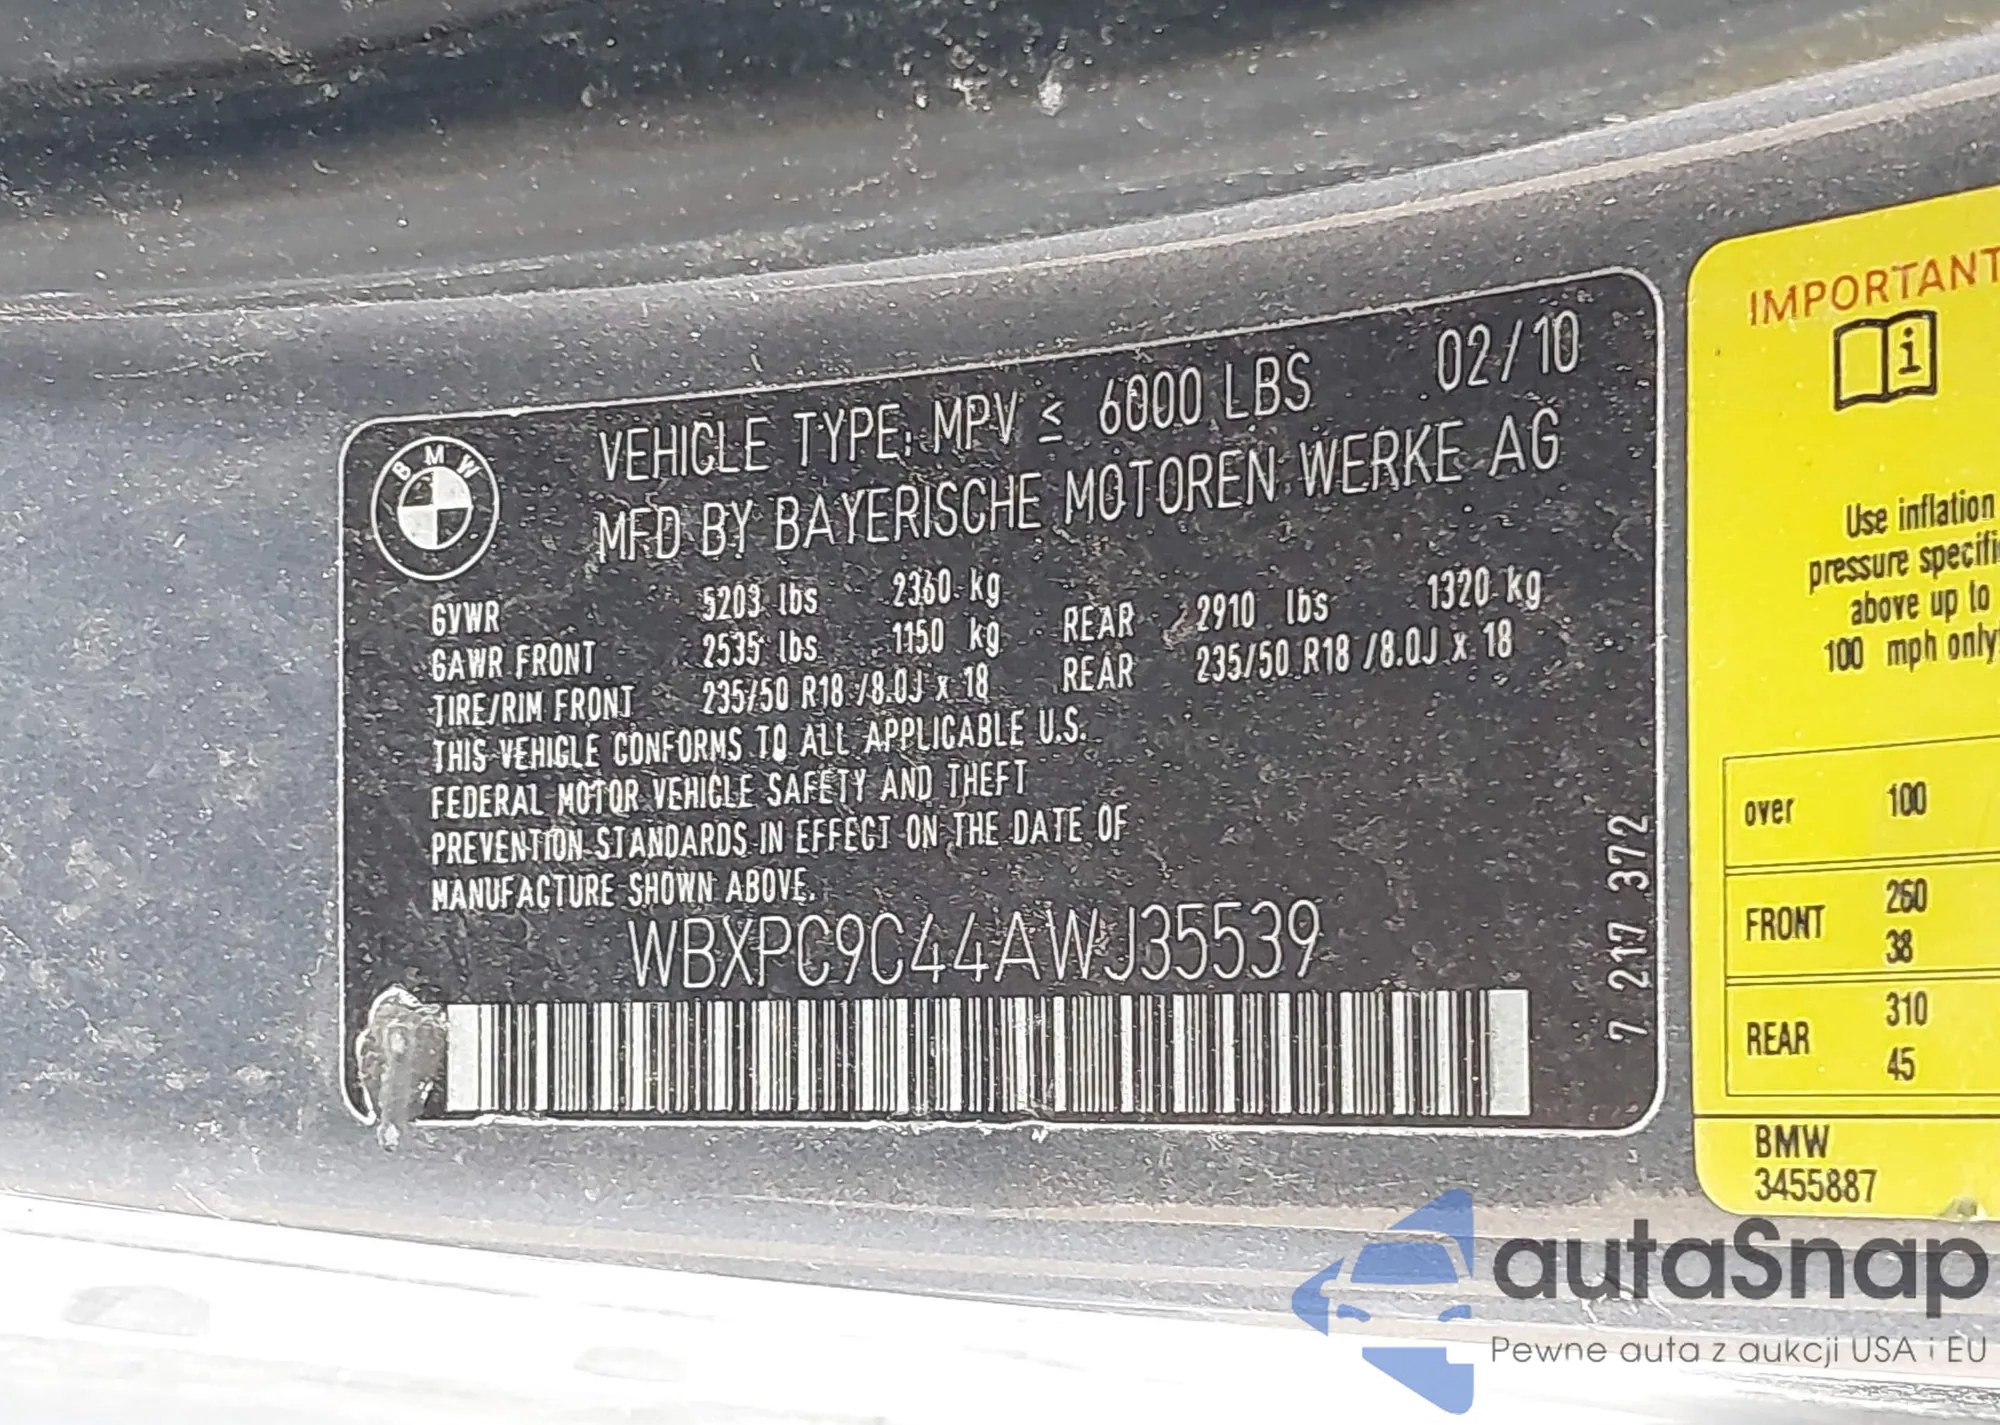 BMW
VEHICLE TYPE: MPV ≤ 6000 LBS 02/10
MFD BY BAYERISCHE MOTOREN WERKE AG
GVWR 5203 lbs 2360 kg
GAWR FRONT 2535 lbs 1150 kg REAR 2910 lbs 1320 kg
TIRE/RIM FRONT 235/50 R18 /8.0J x 18 REAR 235/50 R18 /8.0J x 18
THIS VEHICLE CONFORMS TO ALL APPLICABLE U.S.
FEDERAL MOTOR VEHICLE SAFETY AND THEFT
PREVENTION STANDARDS IN EFFECT ON THE DATE OF
MANUFACTURE SHOWN ABOVE.
WBXPC9C44AWJ35539
7 217 372
IMPORTANT
i
Use inflation
pressure specifi
above up to
100 mph only
over 100
FRONT 260
38
REAR 310
45
BMW
3455887
autaSnap
Pewne auta z aukcji USA i EU